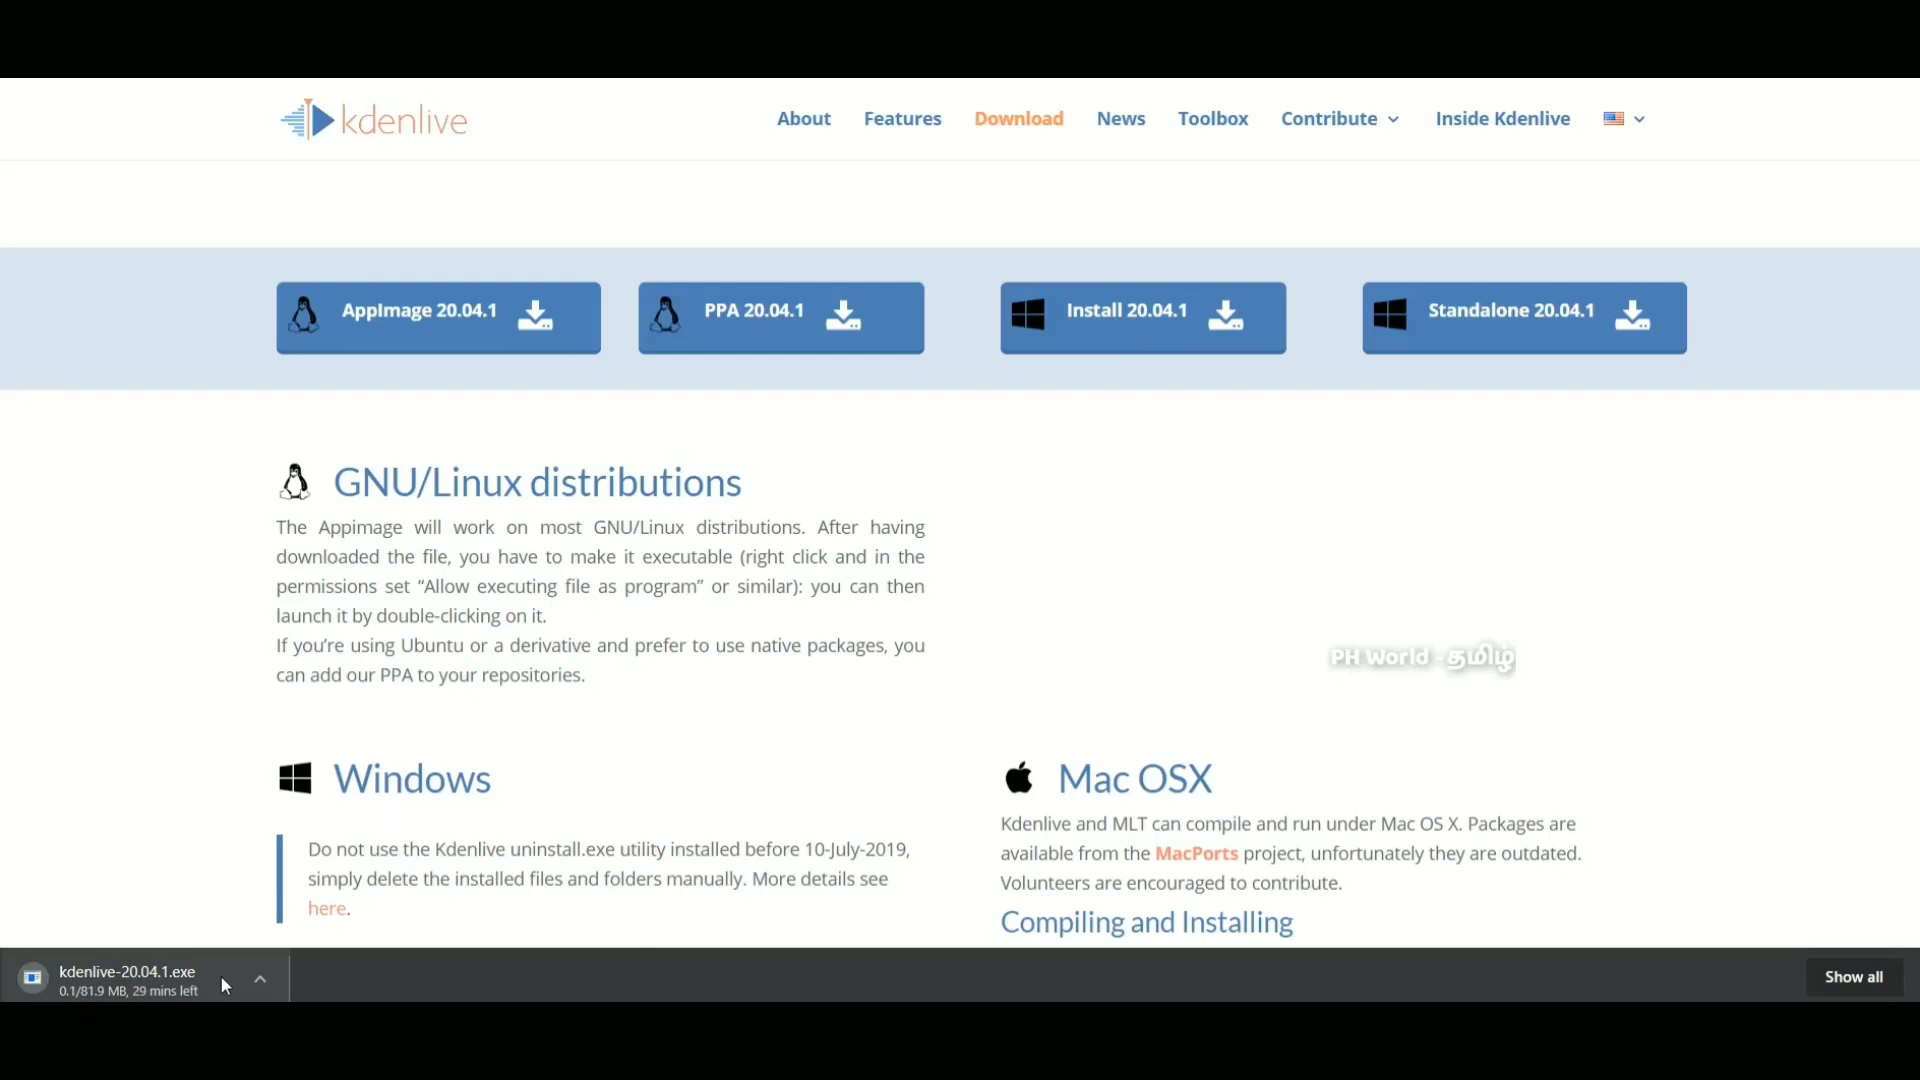 kdenlive
About Features Download News Toolbox Contribute Inside Kdenlive
AppImage 20.04.1 PPA 20.04.1 Install 20.04.1 Standalone 20.04.1
GNU/Linux distributions
The Appimage will work on most GNU/Linux distributions. After having
downloaded the file, you have to make it executable (right click and in the
permissions set “Allow executing file as program” or similar): you can then
launch it by double-clicking on it.
If you’re using Ubuntu or a derivative and prefer to use native packages, you
can add our PPA to your repositories.
PH World - தமிழ்
Windows
Do not use the Kdenlive uninstall.exe utility installed before 10-July-2019,
simply delete the installed files and folders manually. More details see
here.
Mac OSX
Kdenlive and MLT can compile and run under Mac OS X. Packages are
available from the MacPorts project, unfortunately they are outdated.
Volunteers are encouraged to contribute.
Compiling and Installing
kdenlive-20.04.1.exe
0.1/81.9 MB, 29 mins left
Show all